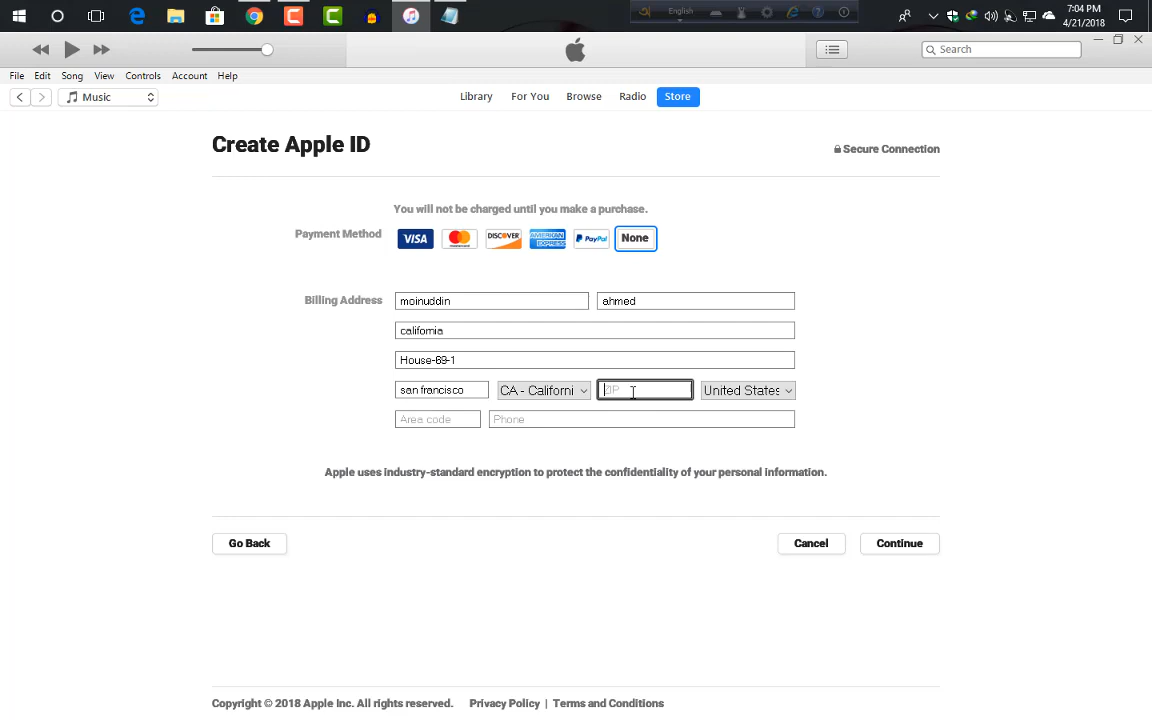 English
7:04 PM
4/21/2018
Search
File Edit Song View Controls Account Help
Music
Library For You Browse Radio Store
Create Apple ID
Secure Connection
You will not be charged until you make a purchase.
Payment Method VISA MasterCard DISCOVER AMERICAN EXPRESS PayPal None
Billing Address moinuddin ahmed
california
House-69-1
san francisco CA - Californi ZIP United States
Area code Phone
Apple uses industry-standard encryption to protect the confidentiality of your personal information.
Go Back Cancel Continue
Copyright © 2018 Apple Inc. All rights reserved. Privacy Policy | Terms and Conditions